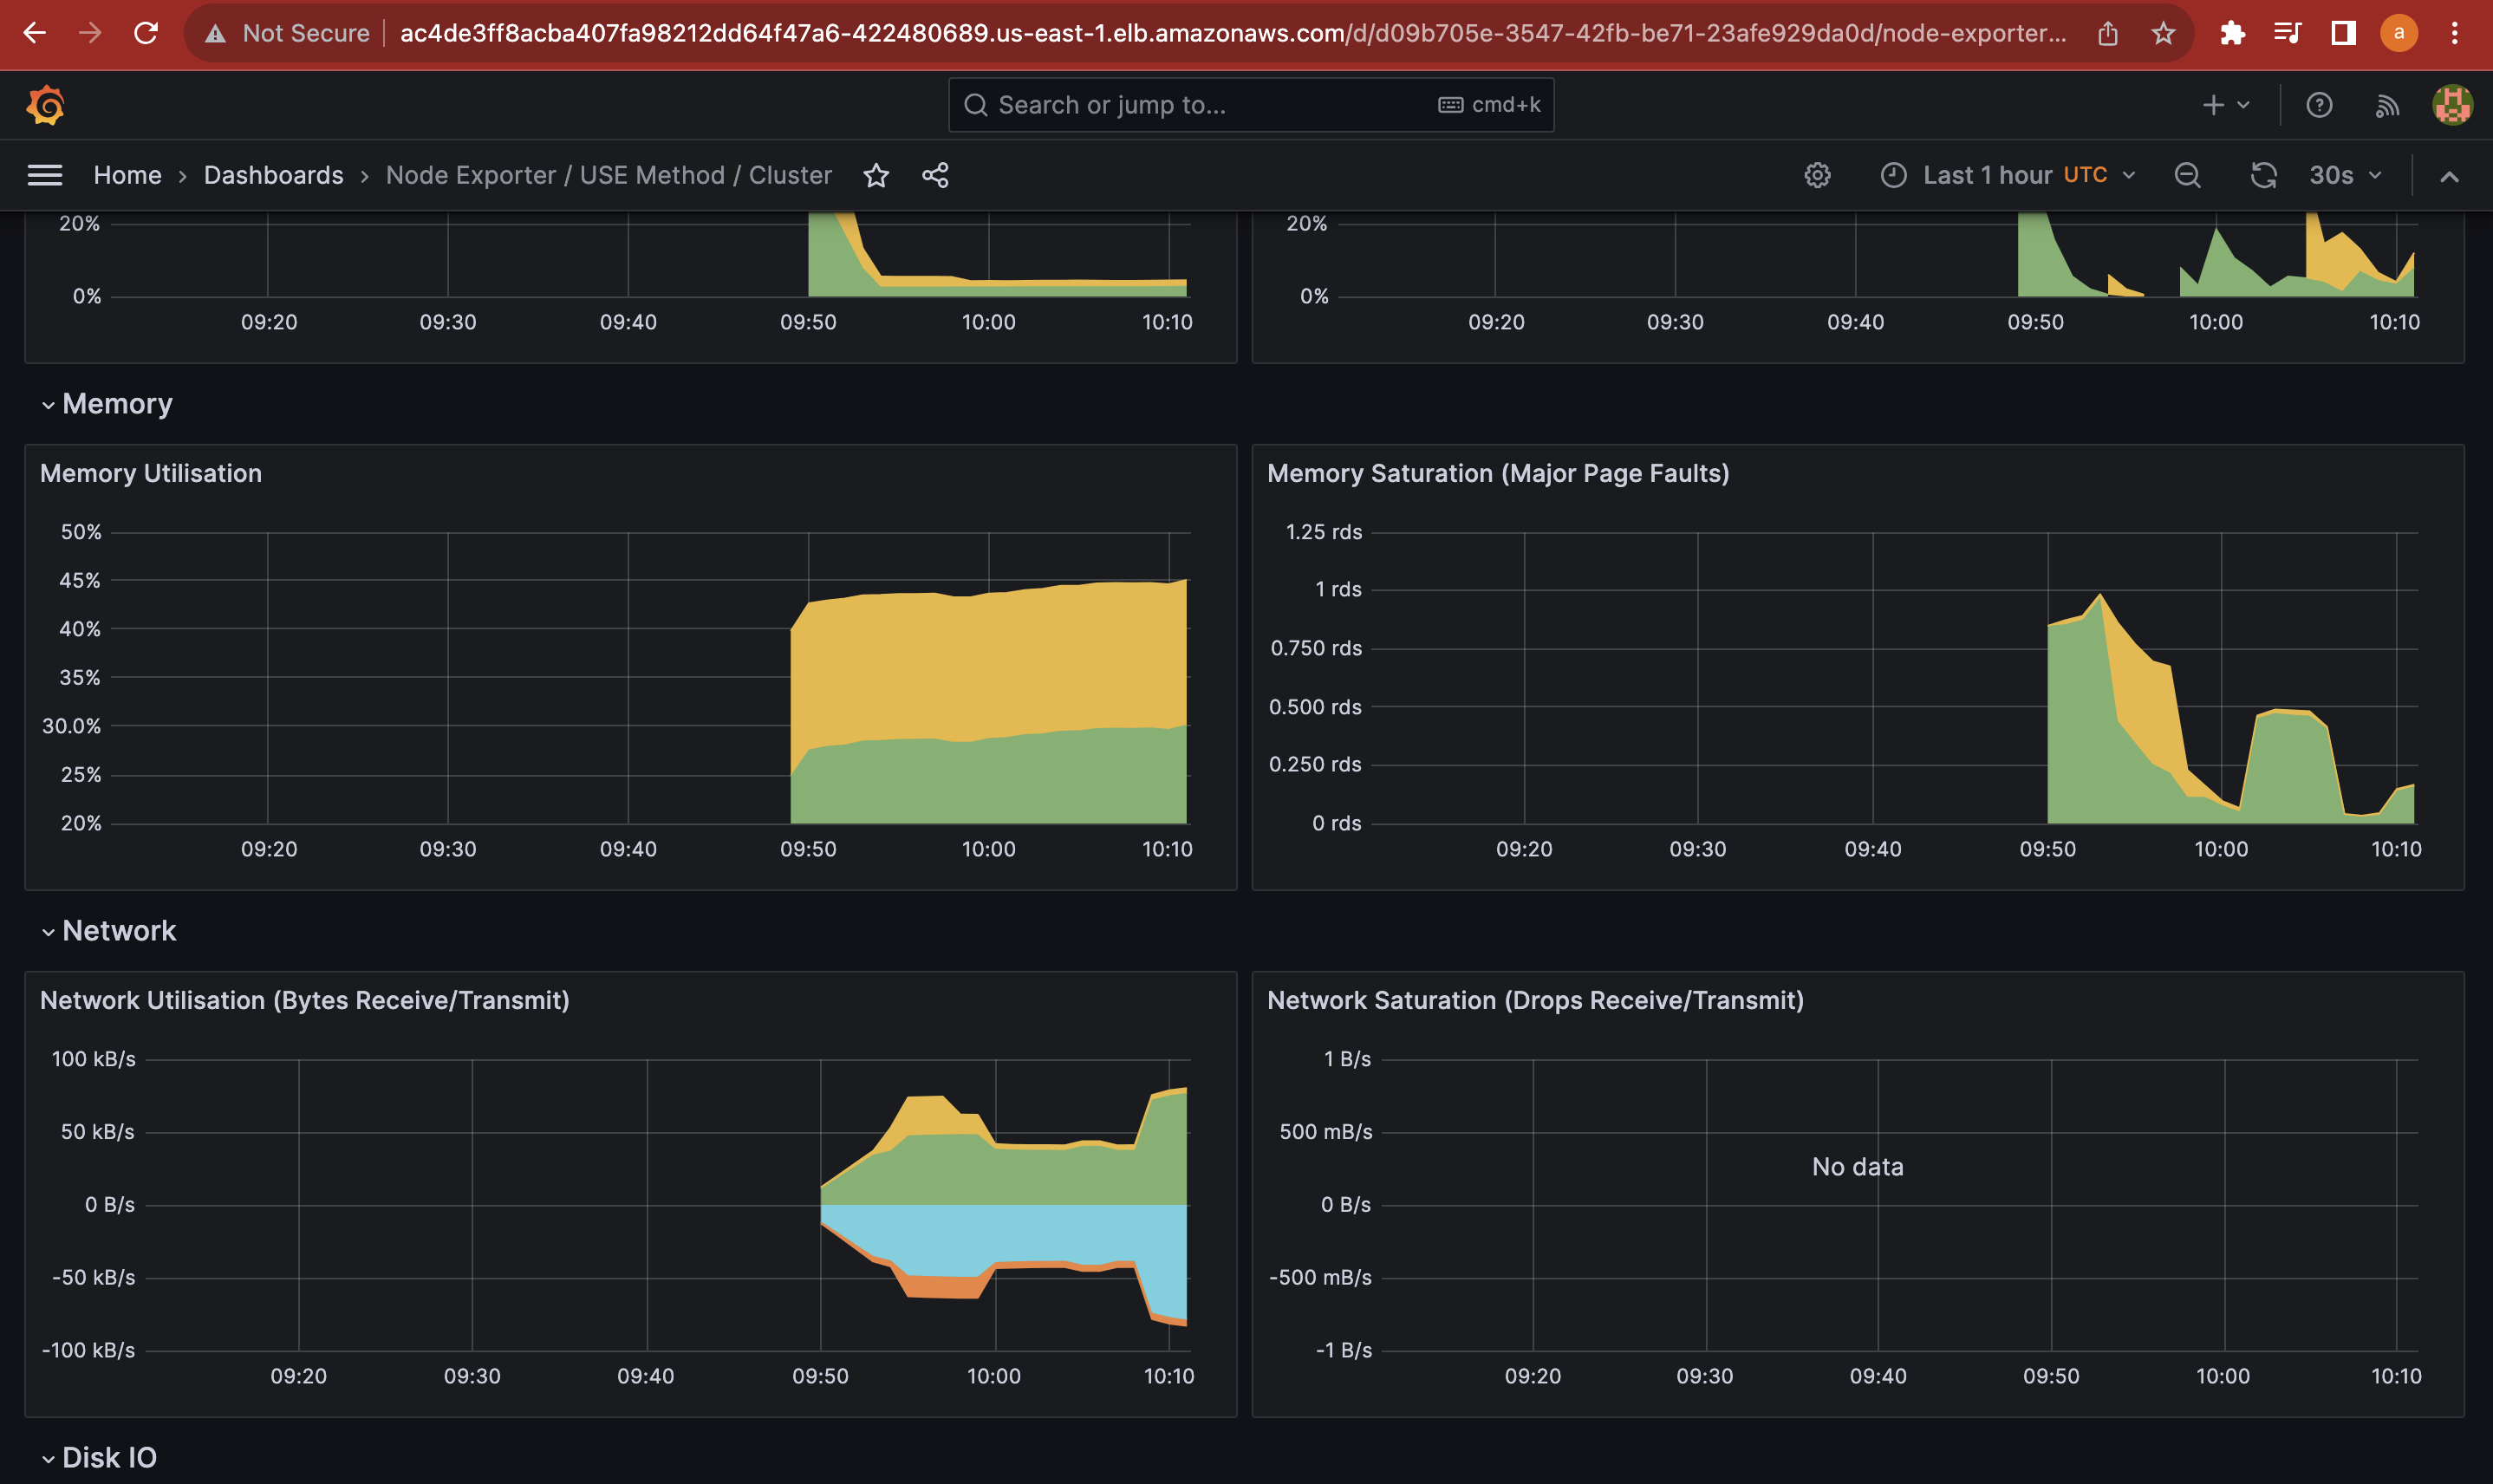 Not Secure ac4de3ff8acba407fa98212dd64f47a6-422480689.us-east-1.elb.amazonaws.com/d/d09b705e-3547-42fb-be71-23afe929da0d/node-exporter... a
Search or jump to... cmd+k
Home > Dashboards > Node Exporter / USE Method / Cluster Last 1 hour UTC 30s
20%
0%
09:20 09:30 09:40 09:50 10:00 10:10
20%
0%
09:20 09:30 09:40 09:50 10:00 10:10
Memory
Memory Utilisation
50%
45%
40%
35%
30.0%
25%
20%
09:20 09:30 09:40 09:50 10:00 10:10
Memory Saturation (Major Page Faults)
1.25 rds
1 rds
0.750 rds
0.500 rds
0.250 rds
0 rds
09:20 09:30 09:40 09:50 10:00 10:10
Network
Network Utilisation (Bytes Receive/Transmit)
100 kB/s
50 kB/s
0 B/s
-50 kB/s
-100 kB/s
09:20 09:30 09:40 09:50 10:00 10:10
Network Saturation (Drops Receive/Transmit)
1 B/s
500 mB/s
No data
0 B/s
-500 mB/s
-1 B/s
09:20 09:30 09:40 09:50 10:00 10:10
Disk IO